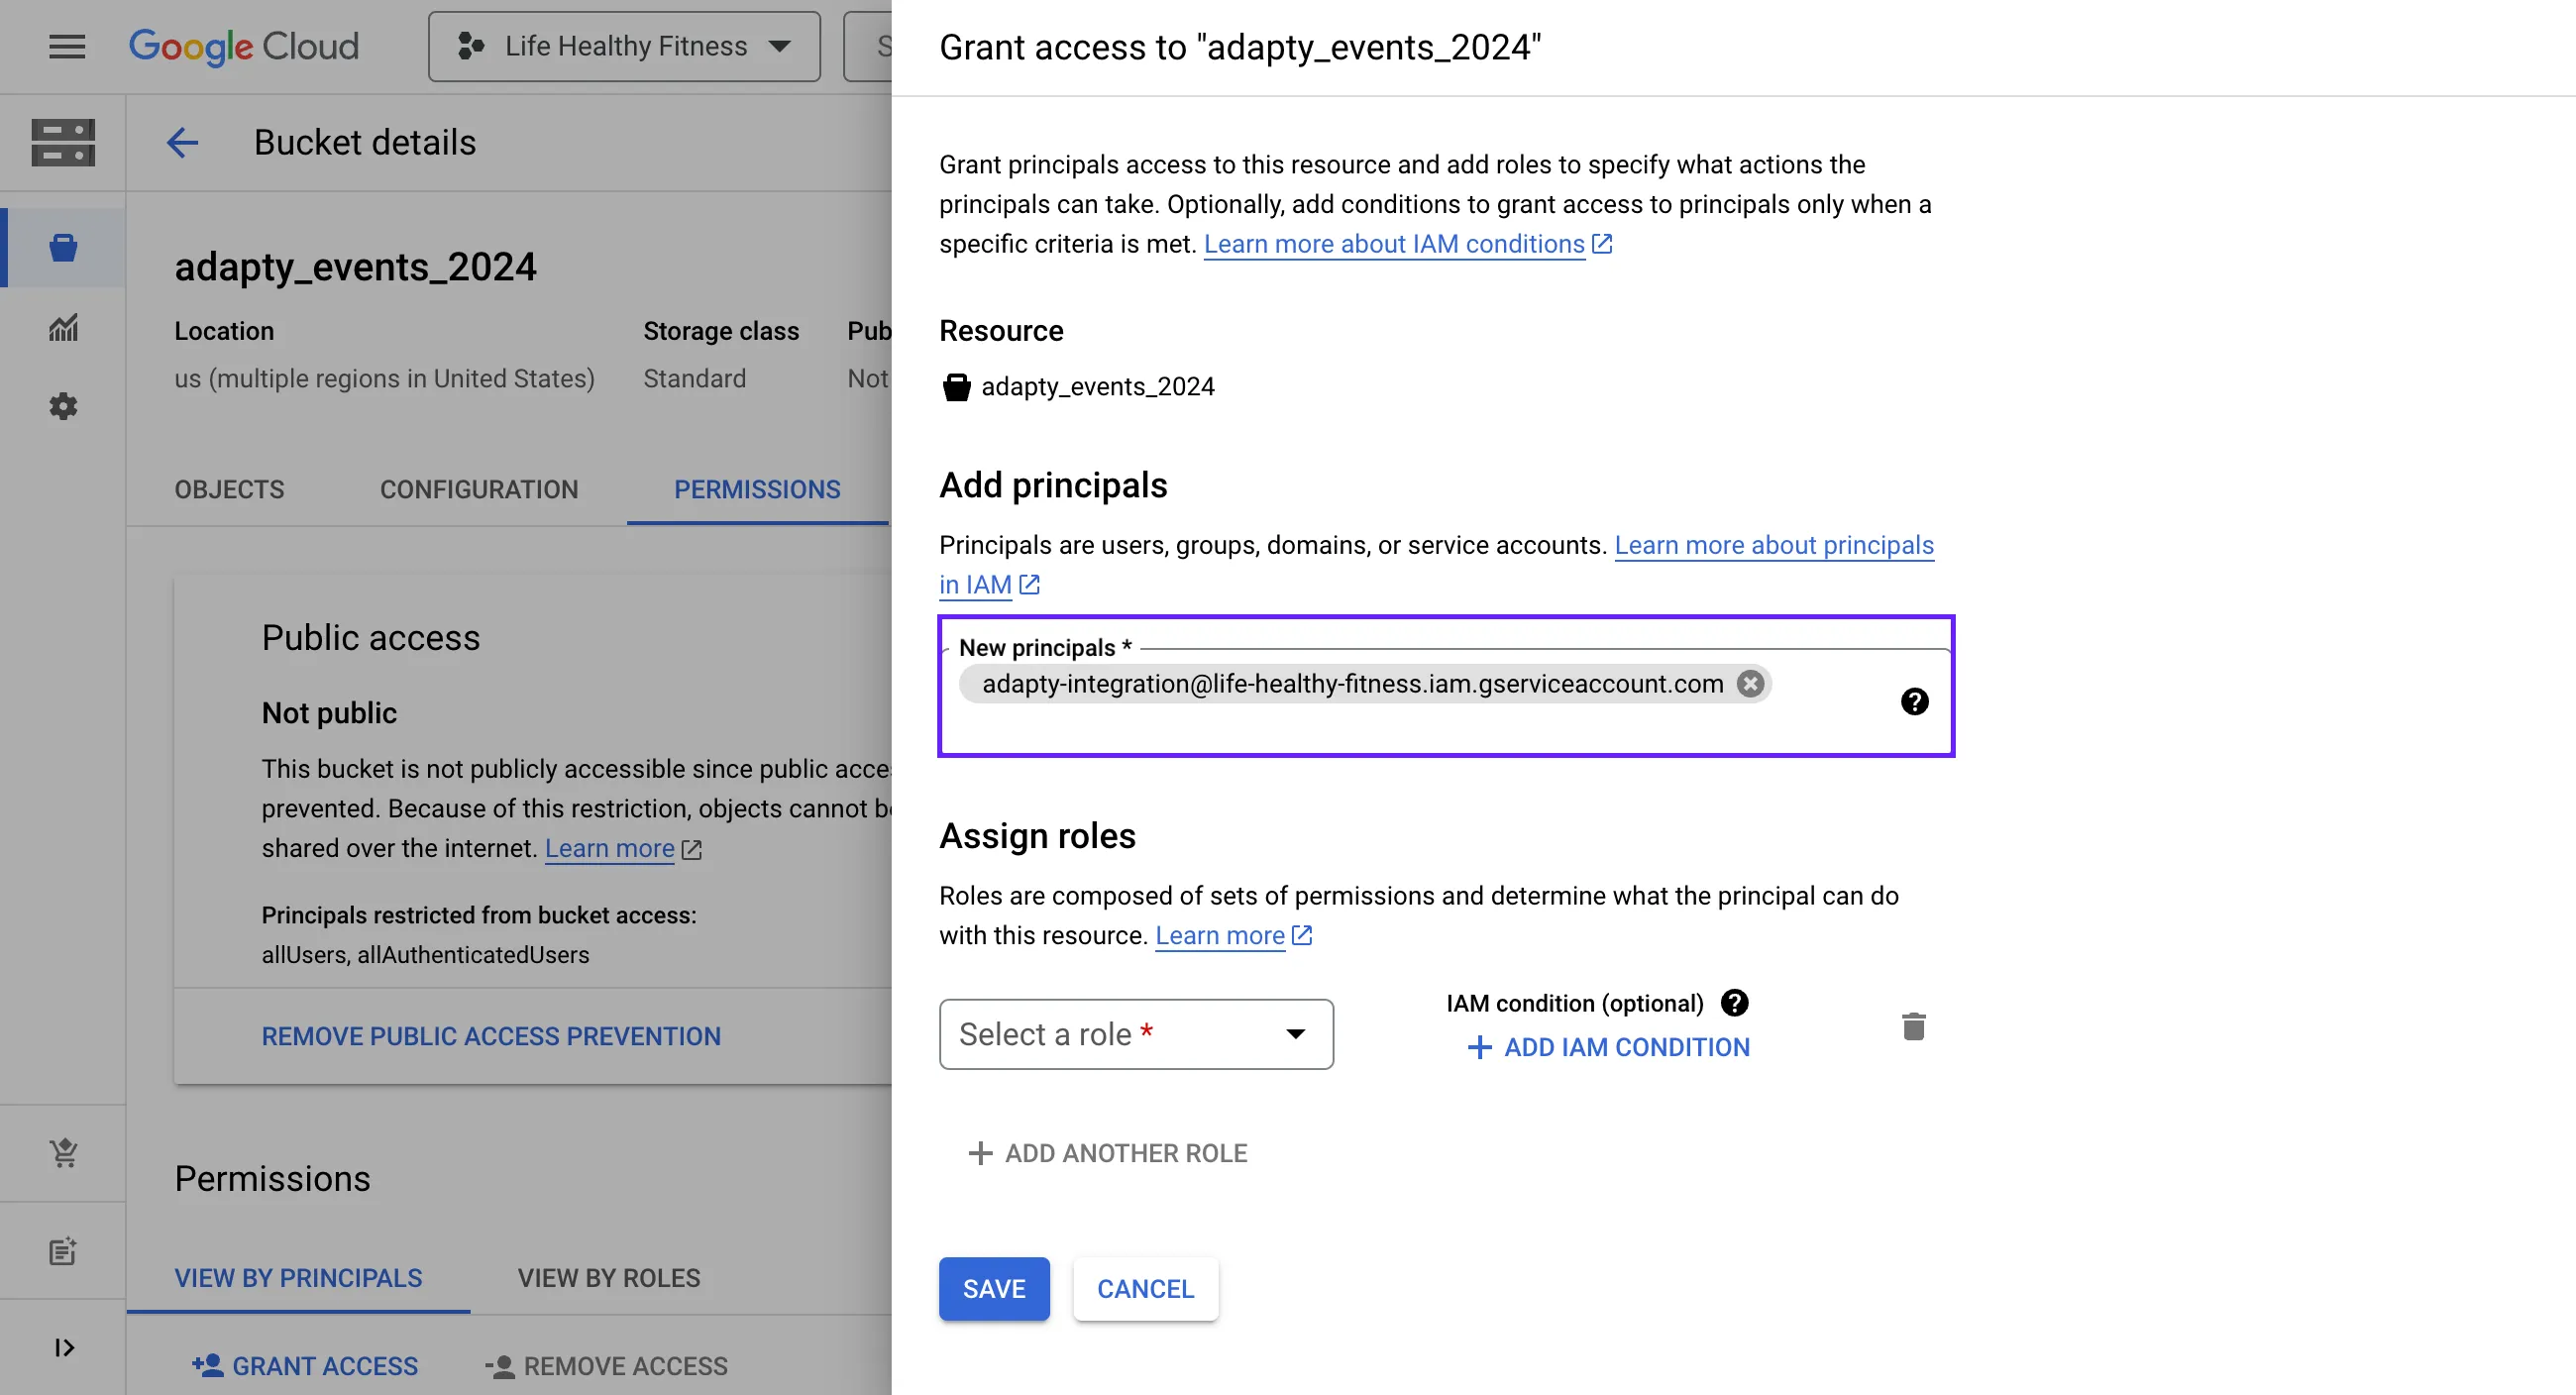 Google Cloud
Life Healthy Fitness
S
Bucket details
adapty_events_2024
Location
Storage class
Pub
us (multiple regions in United States)
Standard
Not
OBJECTS
CONFIGURATION
PERMISSIONS
Public access
Not public
This bucket is not publicly accessible since public acce
prevented. Because of this restriction, objects cannot b
shared over the internet. Learn more
Principals restricted from bucket access:
allUsers, allAuthenticatedUsers
REMOVE PUBLIC ACCESS PREVENTION
Permissions
VIEW BY PRINCIPALS
VIEW BY ROLES
GRANT ACCESS
REMOVE ACCESS
Grant access to "adapty_events_2024"
Grant principals access to this resource and add roles to specify what actions the
principals can take. Optionally, add conditions to grant access to principals only when a
specific criteria is met. Learn more about IAM conditions
Resource
adapty_events_2024
Add principals
Principals are users, groups, domains, or service accounts. Learn more about principals
in IAM
New principals *
adapty-integration@life-healthy-fitness.iam.gserviceaccount.com
Assign roles
Roles are composed of sets of permissions and determine what the principal can do
with this resource. Learn more
Select a role *
IAM condition (optional)
ADD IAM CONDITION
ADD ANOTHER ROLE
SAVE
CANCEL